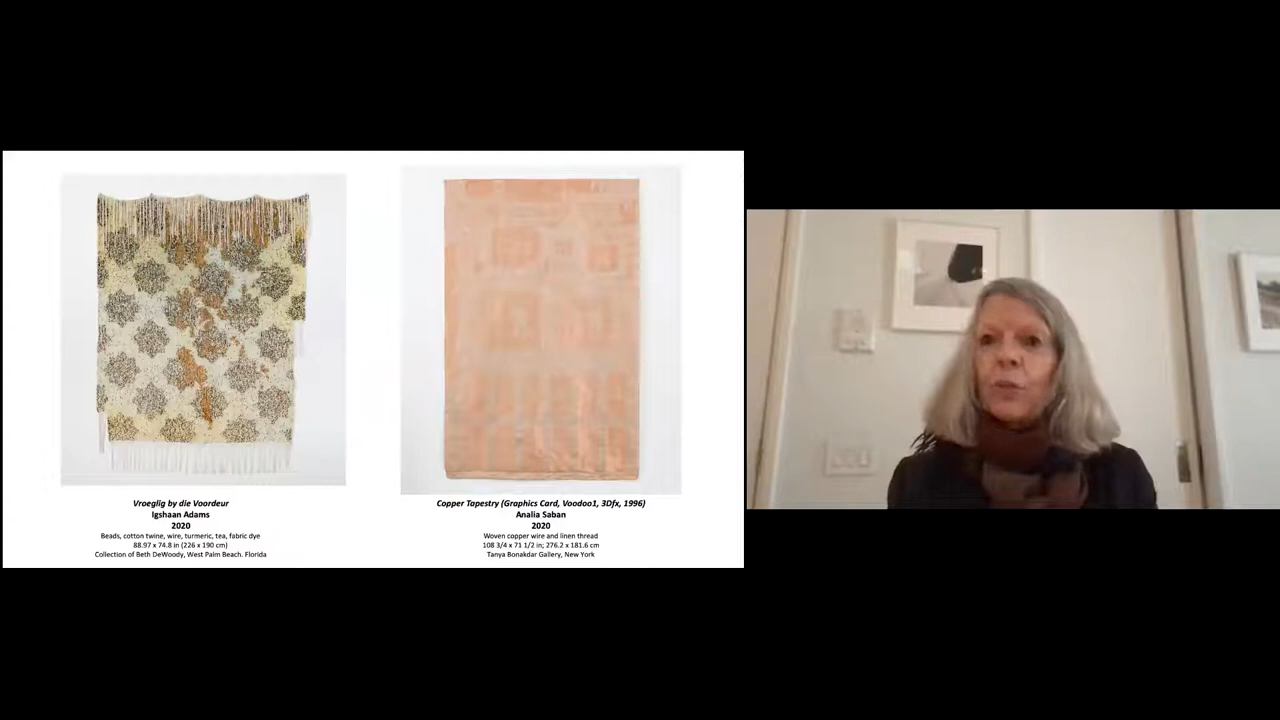 Vroeglig by die Voordeur
Igshaan Adams
2020
Beads, cotton twine, wire, turmeric, tea, fabric dye
88.97 x 74.8 in (226 x 190 cm)
Collection of Beth DeWoody, West Palm Beach. Florida
Copper Tapestry (Graphics Card, Voodoo1, 3Dfx, 1996)
Analia Saban
2020
Woven copper wire and linen thread
108 3/4 x 71 1/2 in; 276.2 x 181.6 cm
Tanya Bonakdar Gallery, New York